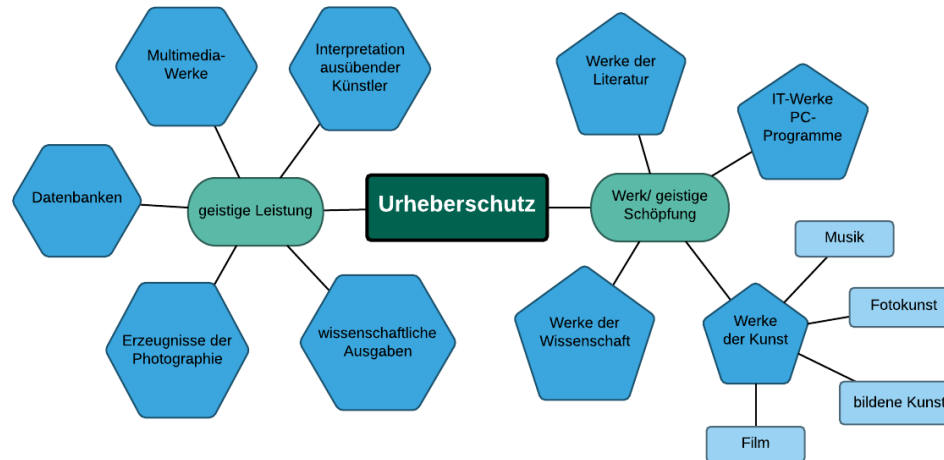 Multimedia-
Werke
Interpretation
ausübender
Künstler
Werke der
Literatur
IT-Werke
PC-
Programme
Datenbanken
geistige Leistung
Urheberschutz
Werk/ geistige
Schöpfung
Musik
Fotokunst
Erzeugnisse der
Photographie
wissenschaftliche
Ausgaben
Werke der
Wissenschaft
Werke
der Kunst
bildene Kunst
Film